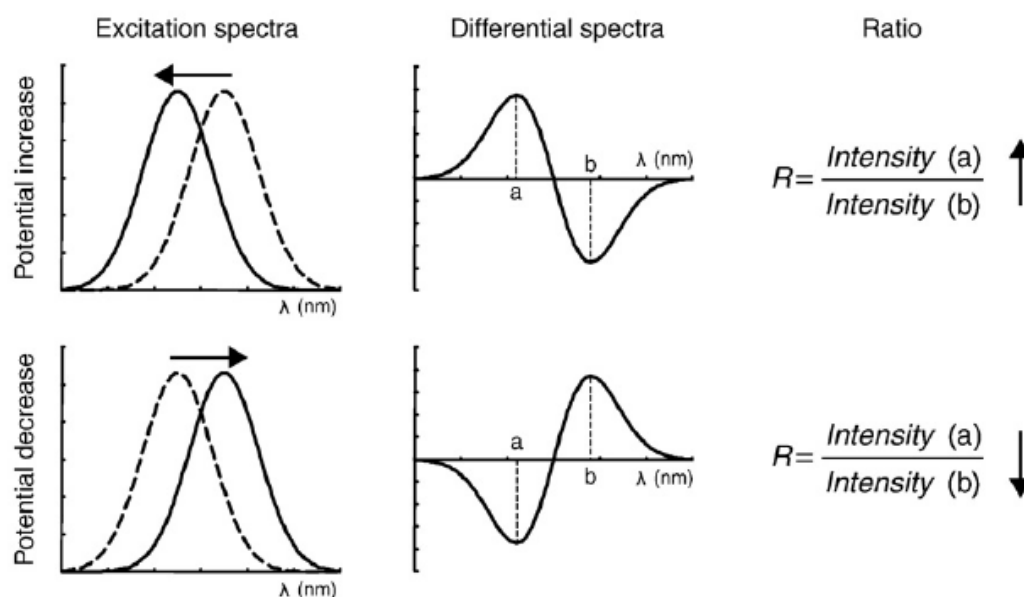 Excitation spectra
Differential spectra
Ratio
Potential increase
λ (nm)
a
b
λ (nm)
R= Intensity (a)
Intensity (b)
Potential decrease
λ (nm)
a
b
λ (nm)
R= Intensity (a)
Intensity (b)